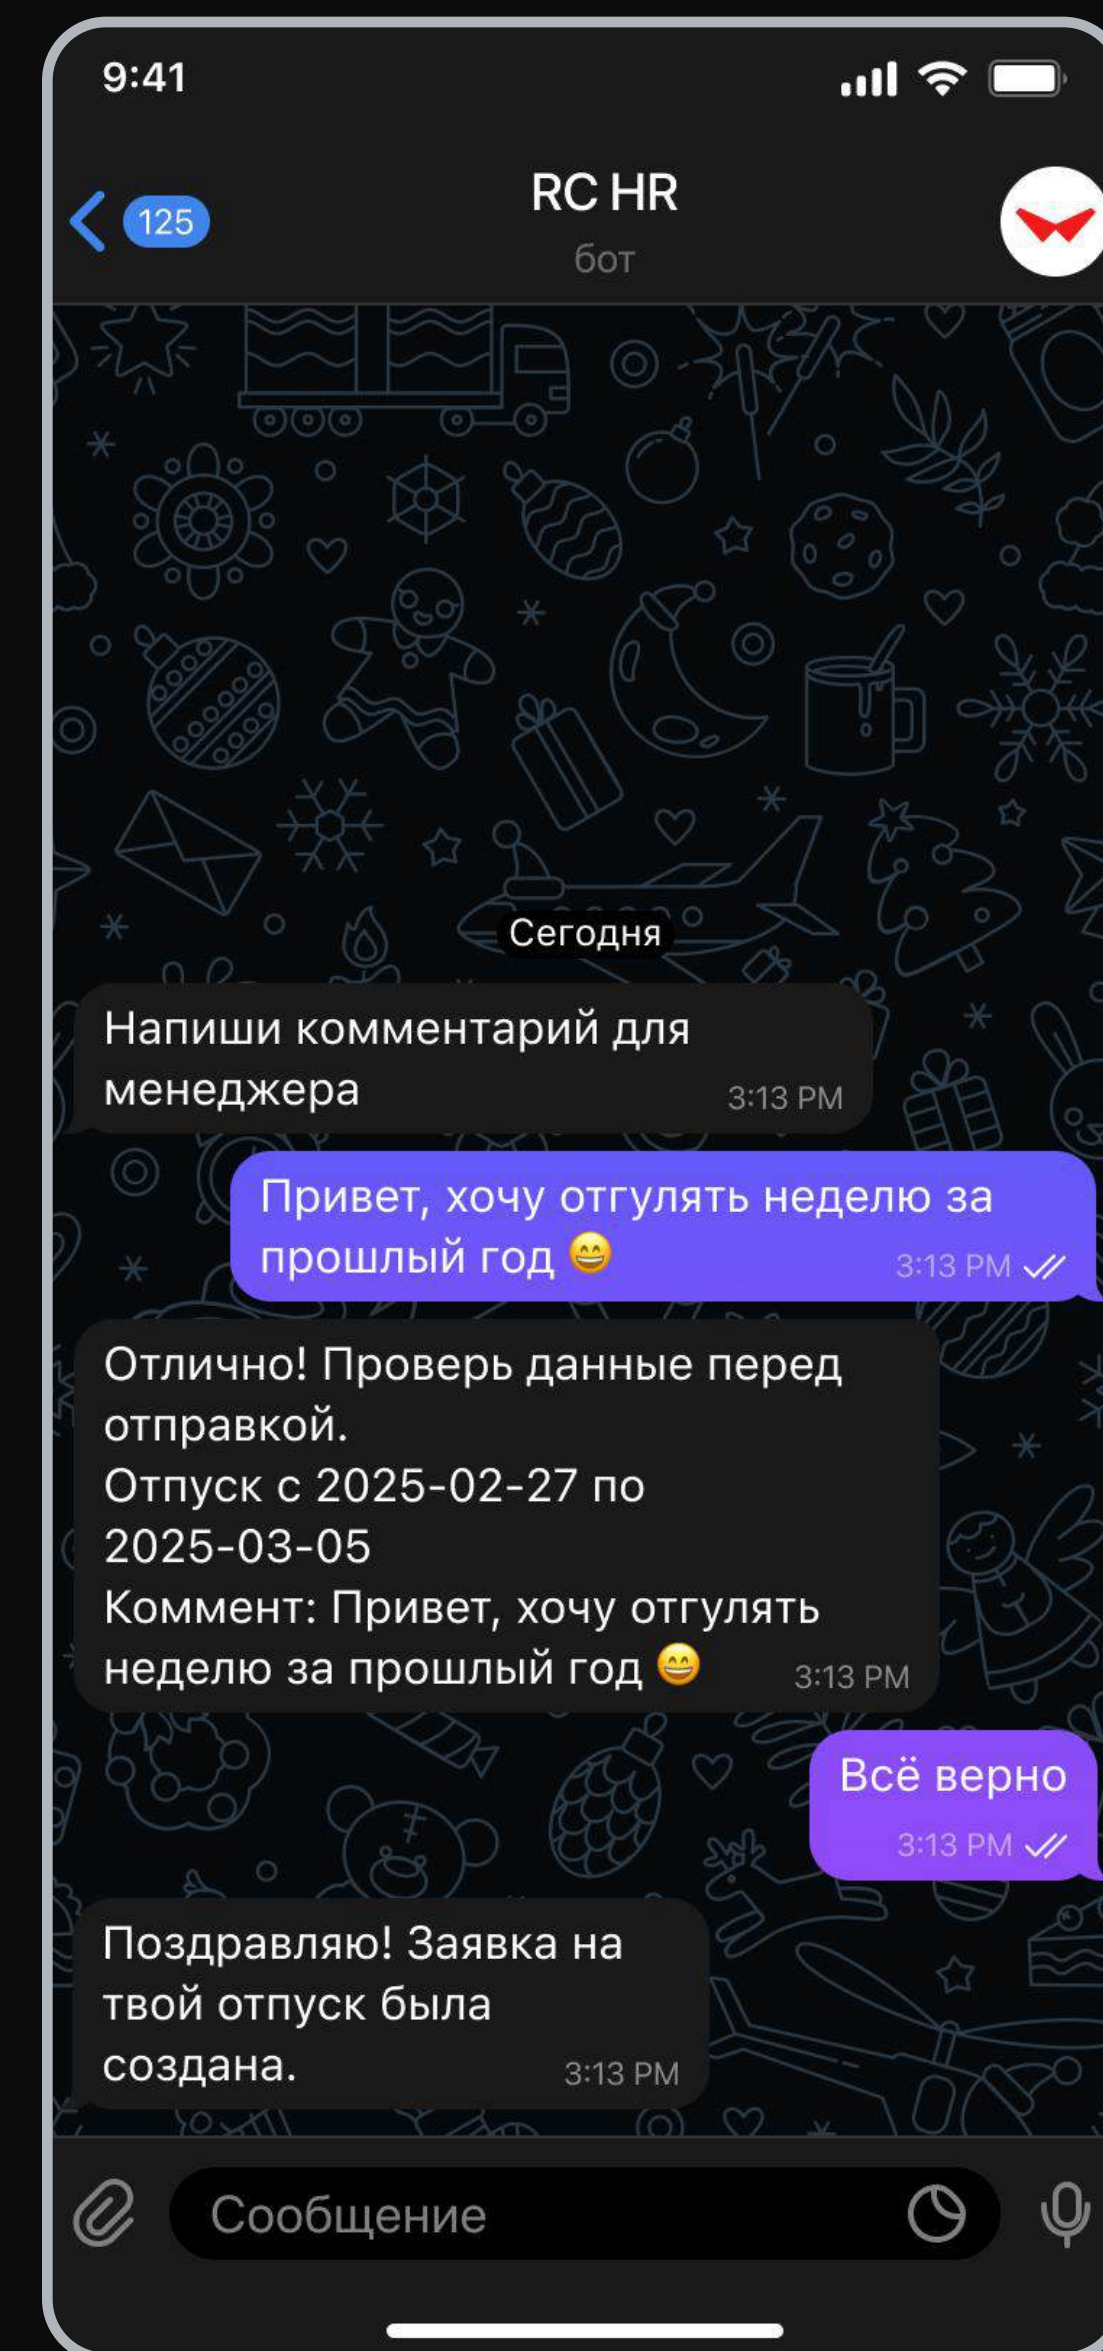 9:41
125
RC HR
бот
Сегодня
Напиши комментарий для
менеджера
3:13 PM
Привет, хочу отгулять неделю за
прошлый год 😄
3:13 PM
Отлично! Проверь данные перед
отправкой.
Отпуск с 2025-02-27 по
2025-03-05
Коммент: Привет, хочу отгулять
неделю за прошлый год 😄
3:13 PM
Всё верно
3:13 PM
Поздравляю! Заявка на
твой отпуск была
создана.
3:13 PM
Сообщение